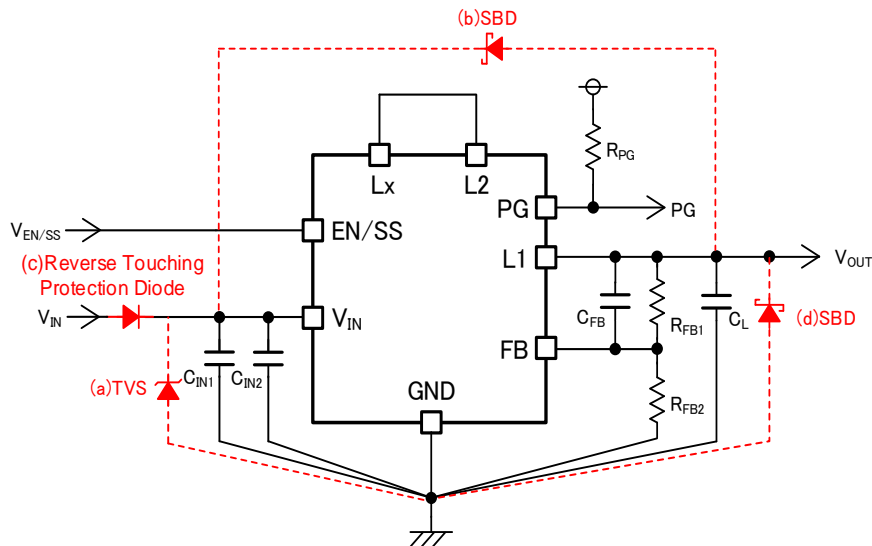 (b)SBD
Lx
L2
R_PG
PG
PG
V_EN/SS
EN/SS
(c)Reverse Touching
Protection Diode
L1
V_OUT
V_IN
V_IN
C_FB
R_FB1
C_L
(d)SBD
FB
(a)TVS
C_IN1
C_IN2
GND
R_FB2